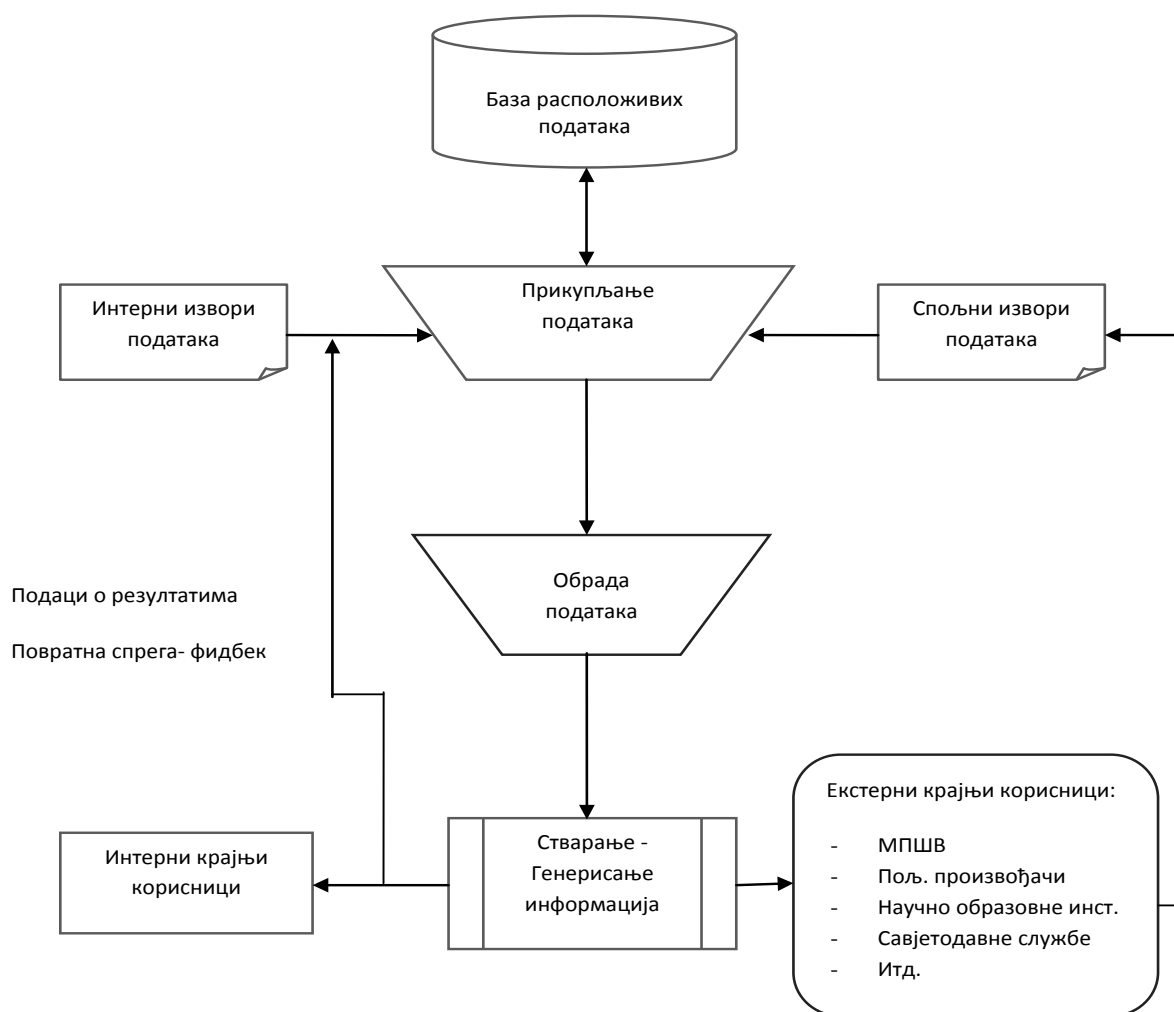 База расположивих
података
Прикупљање
података
Интерни извори
података
Спољни извори
података
Обрада
података
Подаци о резултатима
Повратна спрега- фидбек
Екстерни крајњи корисници:
- МПШВ
- Пољ. произвођачи
- Научно образовне инст.
- Савјетодавне службе
- Итд.
Стварање -
Генерисање
информација
Интерни крајњи
корисници